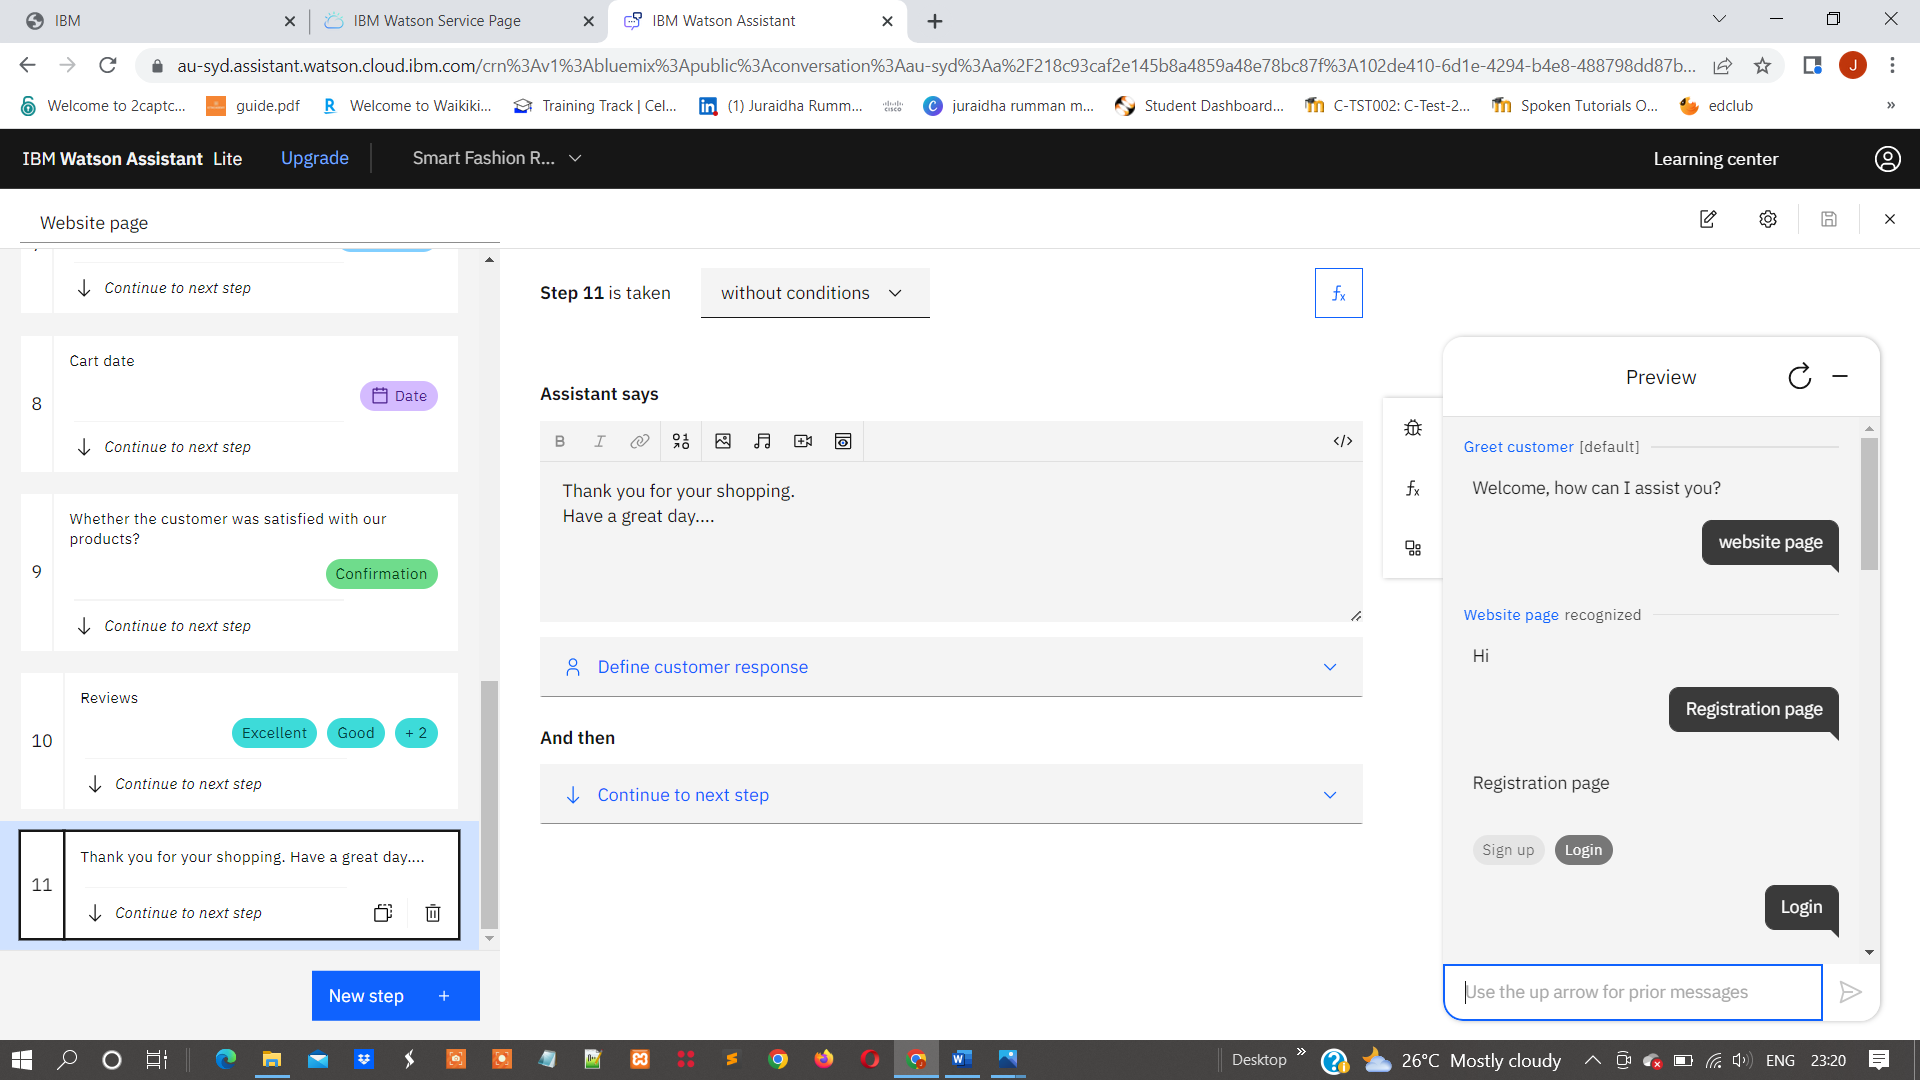 IBM
IBM Watson Service Page
IBM Watson Assistant
au-syd.assistant.watson.cloud.ibm.com/crn%3Av1%3Abluemix%3Apublic%3Aconversation%3Aau-syd%3Aa%2F218c93caf2e145b8a4859a48e78bc87f%3A102de410-6d1e-4294-b4e8-488798dd87b...
J
Welcome to 2captc...
guide.pdf
Welcome to Waikiki...
Training Track | Cel...
(1) Juraidha Rumm...
juraidha rumman m...
Student Dashboard...
C-TST002: C-Test-2...
Spoken Tutorials O...
edclub
»
IBM Watson Assistant Lite
Upgrade
Smart Fashion R...
Learning center
Website page
Continue to next step
8
Cart date
Date
Continue to next step
9
Whether the customer was satisfied with our
products?
Confirmation
Continue to next step
10
Reviews
Excellent
Good
+ 2
Continue to next step
11
Thank you for your shopping. Have a great day....
Continue to next step
New step +
Step 11 is taken
without conditions
fx
Assistant says
B
I
</>
Thank you for your shopping.
Have a great day....
Define customer response
And then
Continue to next step
fx
Preview
Greet customer [default]
Welcome, how can I assist you?
website page
Website page recognized
Hi
Registration page
Registration page
Sign up
Login
Login
Use the up arrow for prior messages
Desktop
»
26°C Mostly cloudy
ENG
23:20